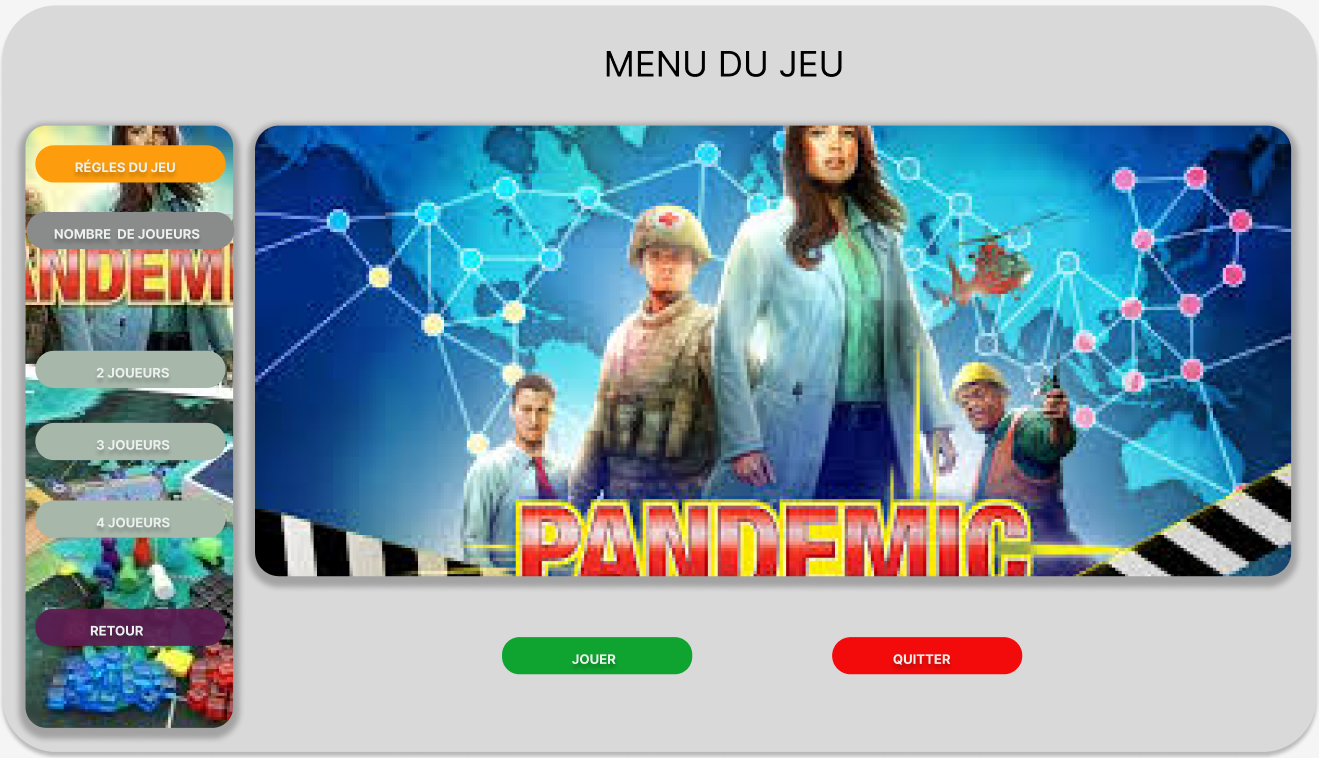 MENU DU JEU
RÉGLES DU JEU
NOMBRE DE JOUEURS
ANDEMI
2 JOUEURS
3 JOUEURS
4 JOUEURS
RETOUR
PANDEMIC
JOUER
QUITTER